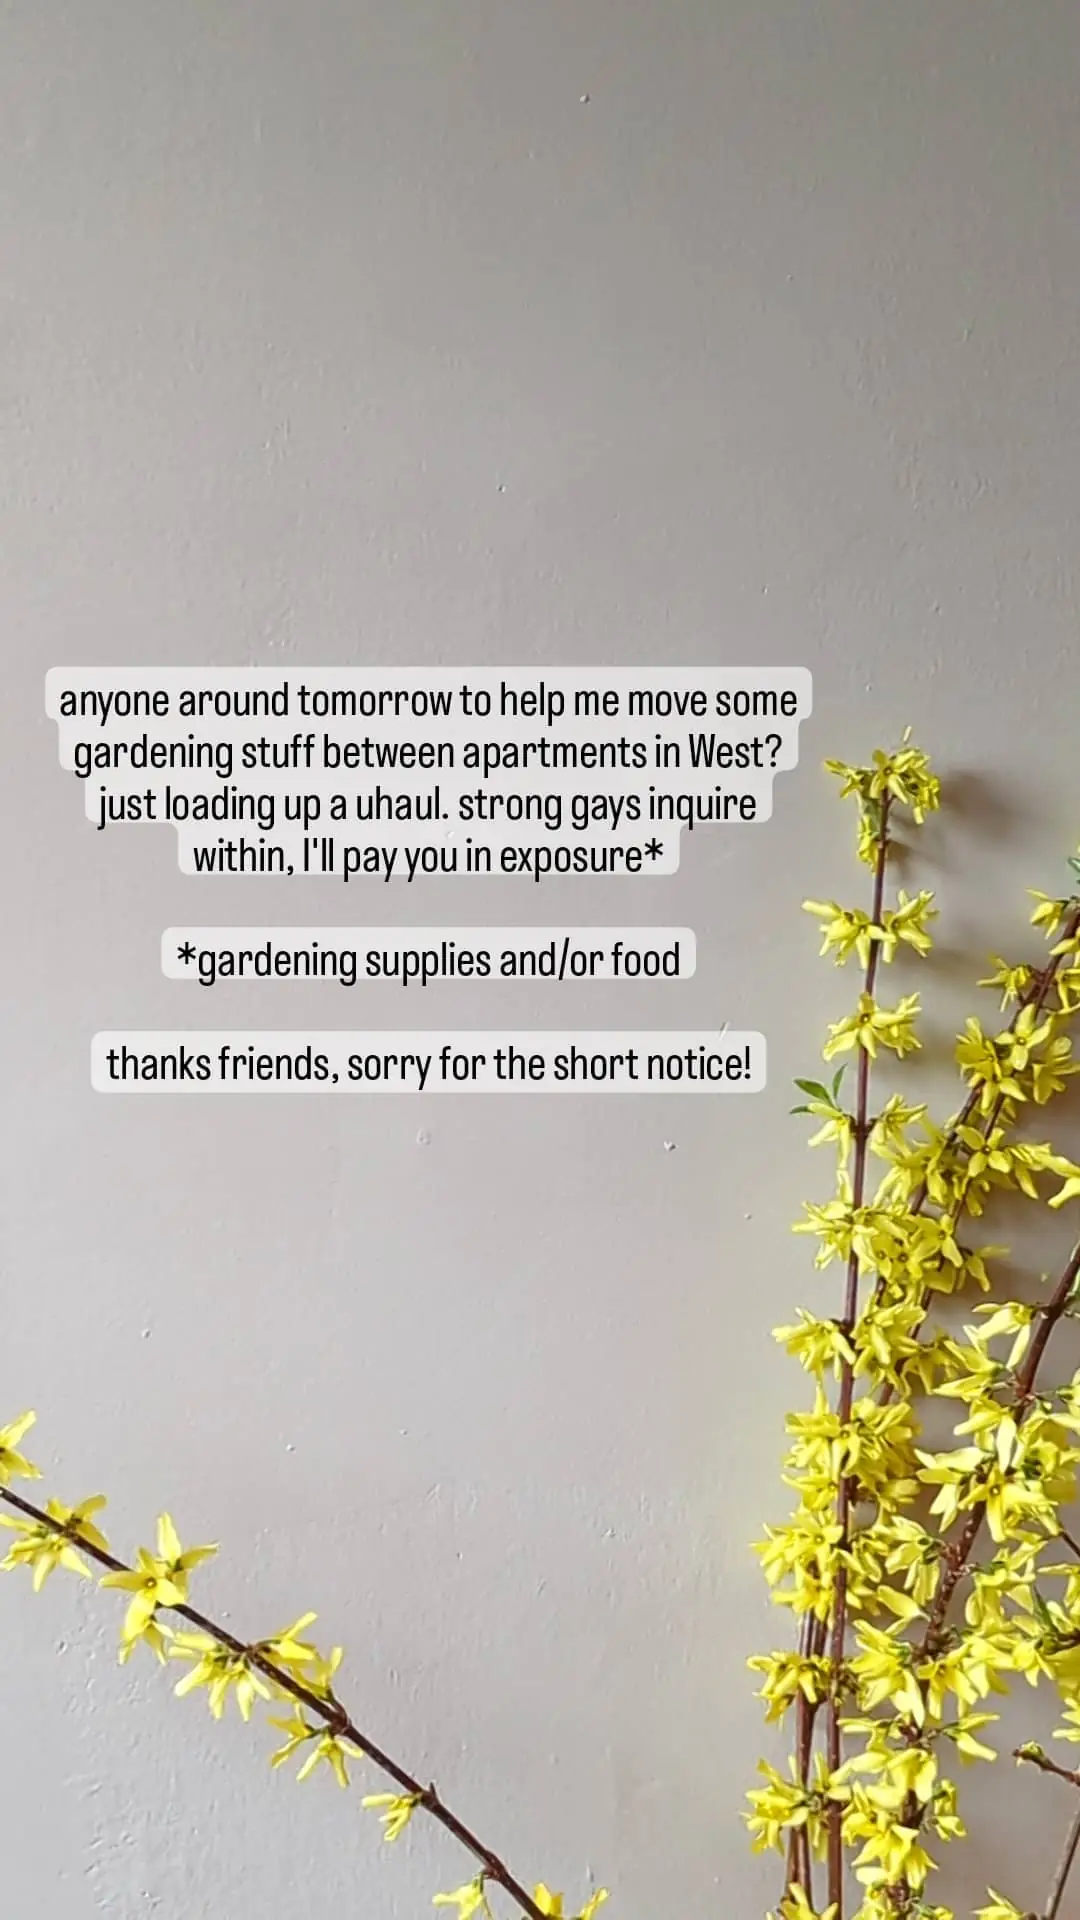 anyone around tomorrow to help me move some
gardening stuff between apartments in West?
just loading up a uhaul. strong gays inquire
within, I'll pay you in exposure*
*gardening supplies and/or food
thanks friends, sorry for the short notice!